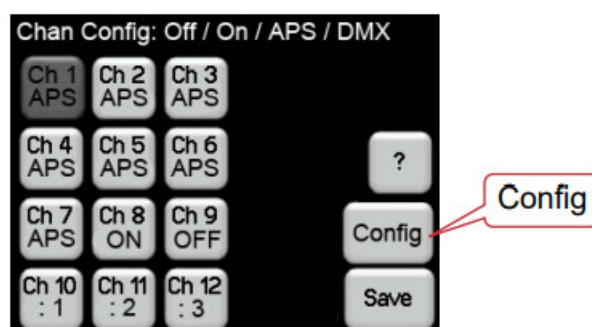 Chan Config: Off / On / APS / DMX
Ch 1
APS
Ch 2
APS
Ch 3
APS
Ch 4
APS
Ch 5
APS
Ch 6
APS
?
Ch 7
APS
Ch 8
ON
Ch 9
OFF
Config
Config
Ch 10
: 1
Ch 11
: 2
Ch 12
: 3
Save